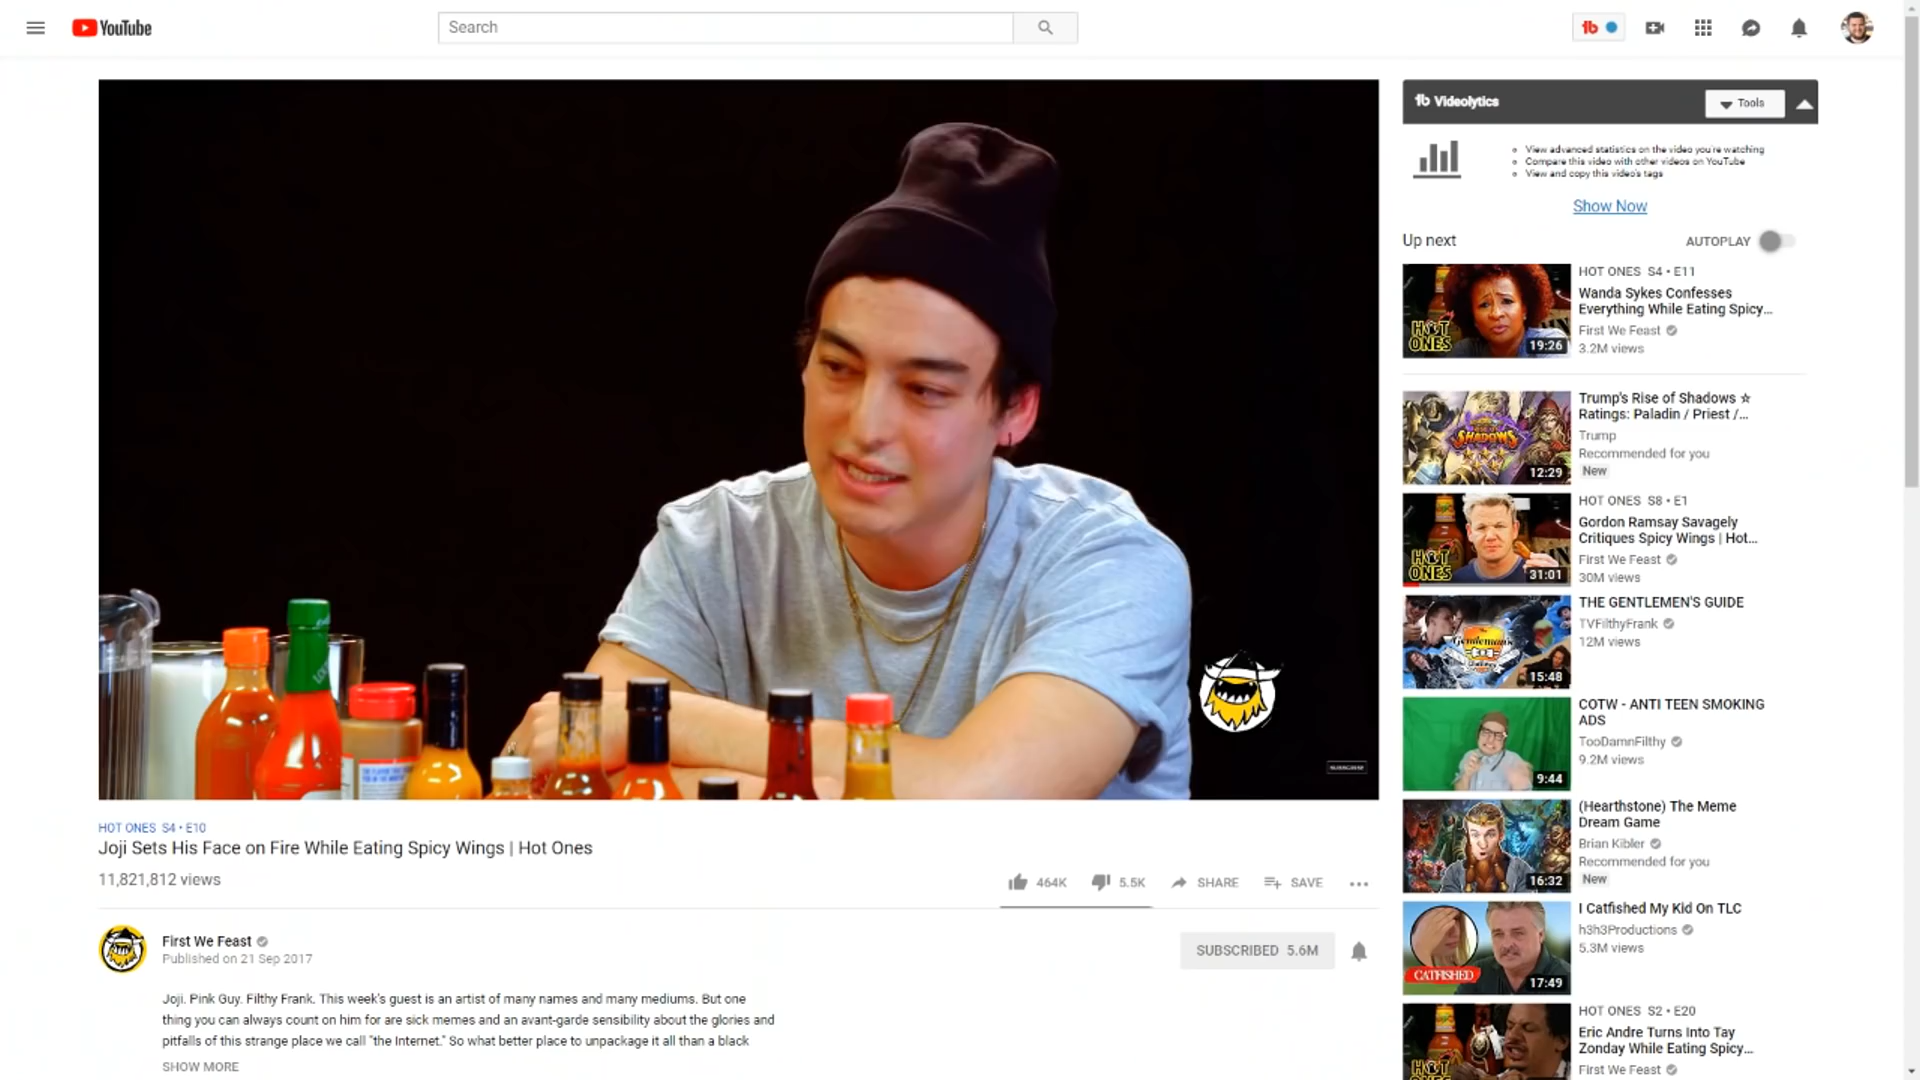 YouTube
Search
tb
tb Videolytics
Tools
View advanced statistics on the video you're watching
Compare this video with other videos on YouTube
View and copy this video's tags
Show Now
Up next
AUTOPLAY
HOT ONES
19:26
HOT ONES S4 • E11
Wanda Sykes Confesses
Everything While Eating Spicy...
First We Feast
3.2M views
SHADOWS
12:29
Trump's Rise of Shadows ☆
Ratings: Paladin / Priest /...
Trump
Recommended for you
New
HOT ONES
31:01
HOT ONES S8 • E1
Gordon Ramsay Savagely
Critiques Spicy Wings | Hot...
First We Feast
30M views
Gentleman's
15:48
THE GENTLEMEN'S GUIDE
TVFilthyFrank
12M views
9:44
COTW - ANTI TEEN SMOKING
ADS
TooDamnFilthy
9.2M views
16:32
(Hearthstone) The Meme
Dream Game
Brian Kibler
Recommended for you
New
CATFISHED
17:49
I Catfished My Kid On TLC
h3h3Productions
5.3M views
HOT ONES
HOT ONES S2 • E20
Eric Andre Turns Into Tay
Zonday While Eating Spicy...
First We Feast
SUBSCRIBE
HOT ONES S4 • E10
Joji Sets His Face on Fire While Eating Spicy Wings | Hot Ones
11,821,812 views
464K
5.5K
SHARE
SAVE
First We Feast
Published on 21 Sep 2017
SUBSCRIBED 5.6M
Joji. Pink Guy. Filthy Frank. This week's guest is an artist of many names and many mediums. But one
thing you can always count on him for are sick memes and an avant-garde sensibility about the glories and
pitfalls of this strange place we call "the Internet." So what better place to unpackage it all than a black
SHOW MORE